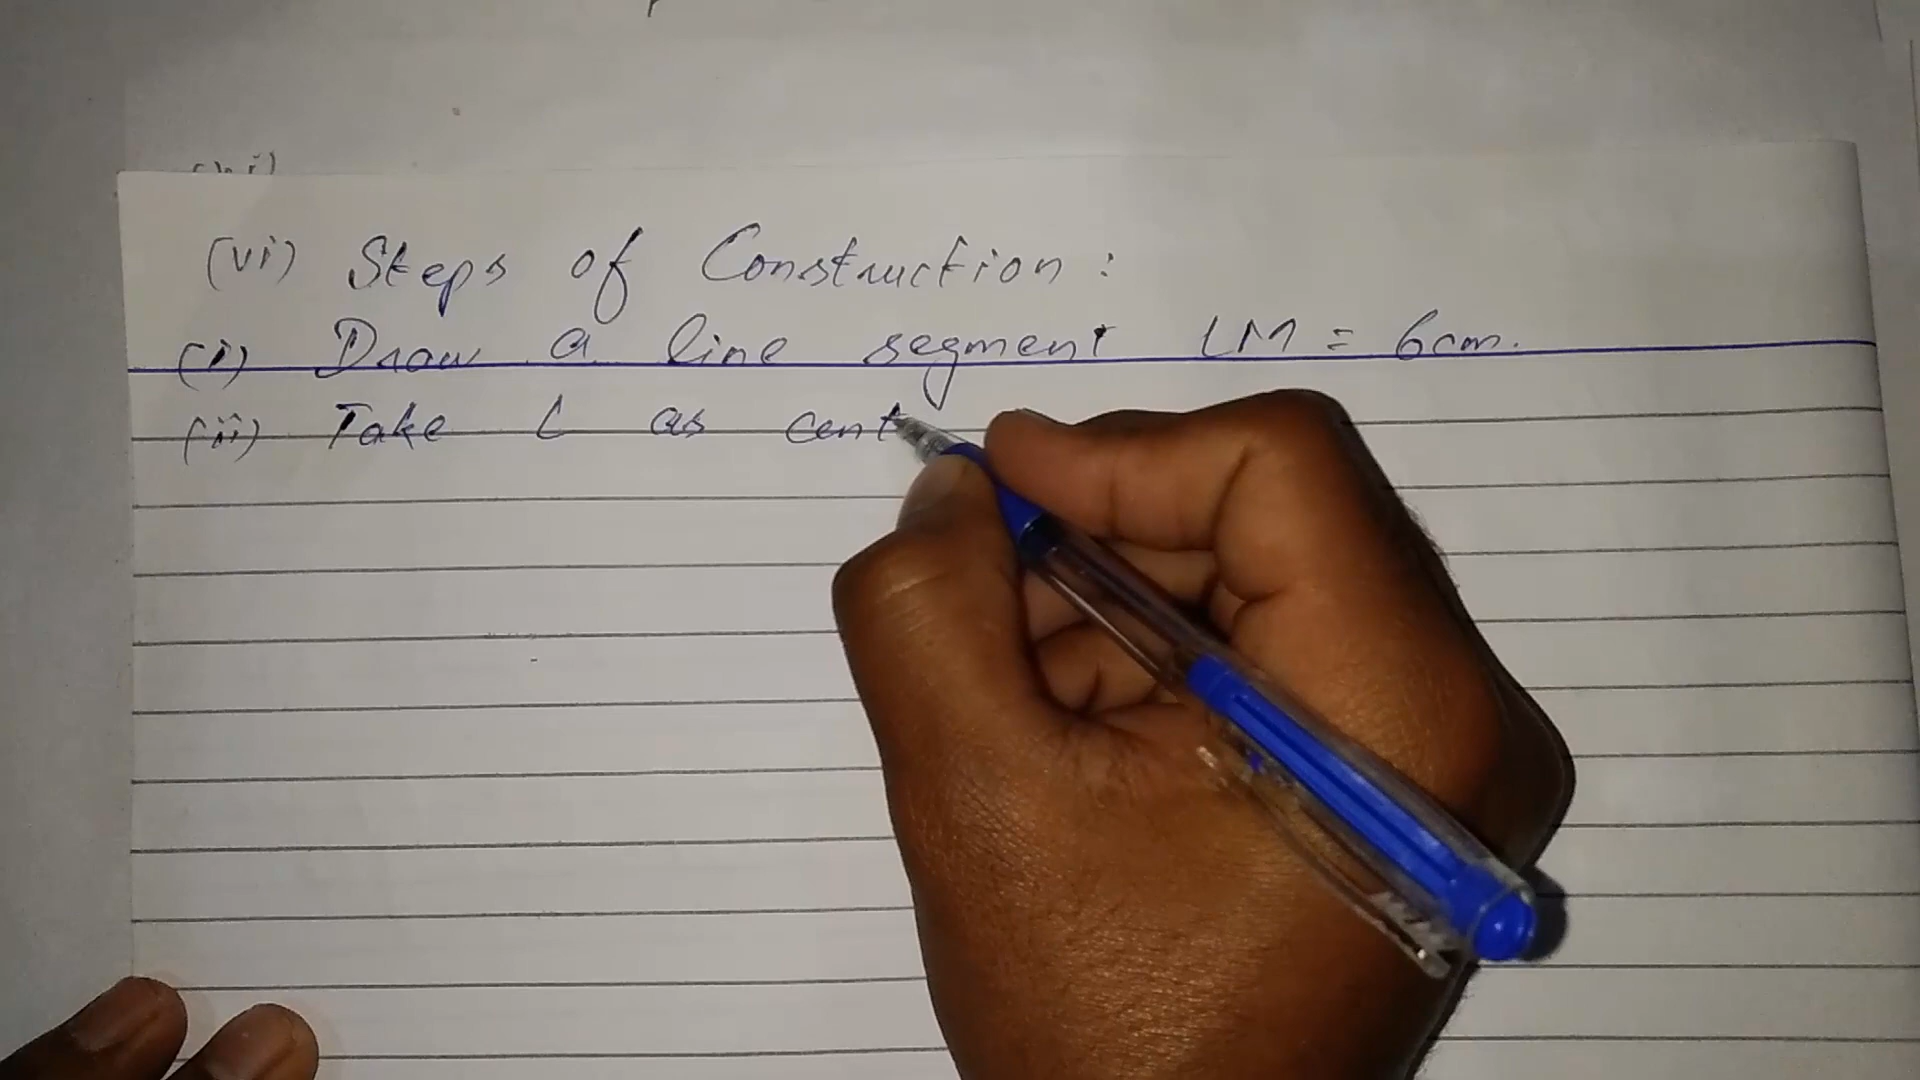 (vi) Steps of Construction:
(i) Draw a line segment LM = 6cm.
(ii) Take L as cent